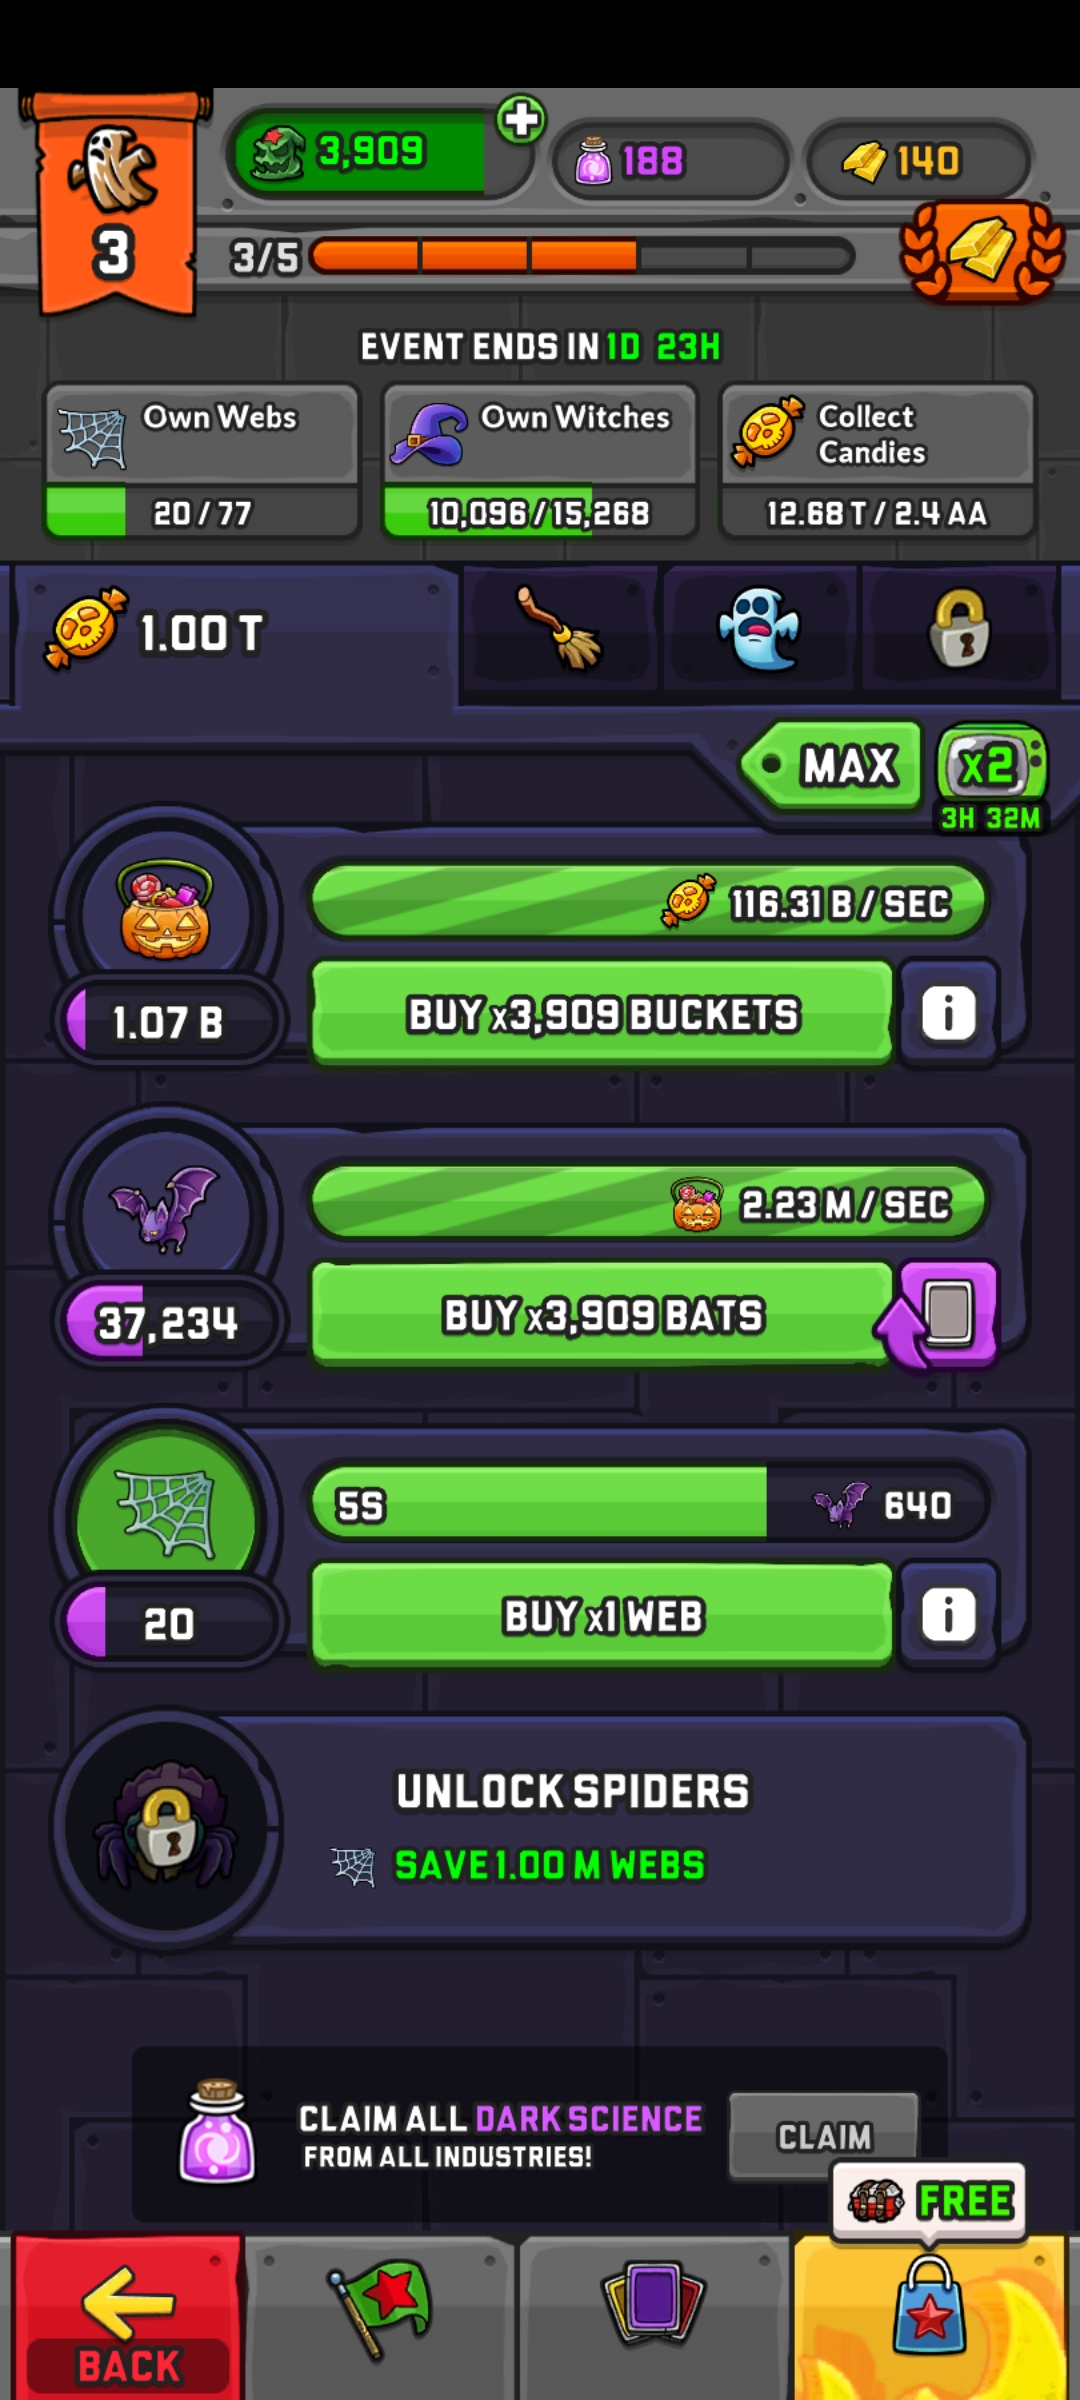 3,909
188
140
3
3/5
EVENT ENDS IN 1D 23H
Own Webs
20 / 77
Own Witches
10,096 / 15,268
Collect
Candies
12.68 T / 2.4 AA
1.00 T
MAX
x2
3H 32M
116.31 B / SEC
1.07 B
BUY x3,909 BUCKETS
i
2.23 M / SEC
37,234
BUY x3,909 BATS
5S
640
20
BUY x1 WEB
i
UNLOCK SPIDERS
SAVE 1.00 M WEBS
CLAIM ALL DARK SCIENCE
FROM ALL INDUSTRIES!
CLAIM
FREE
BACK